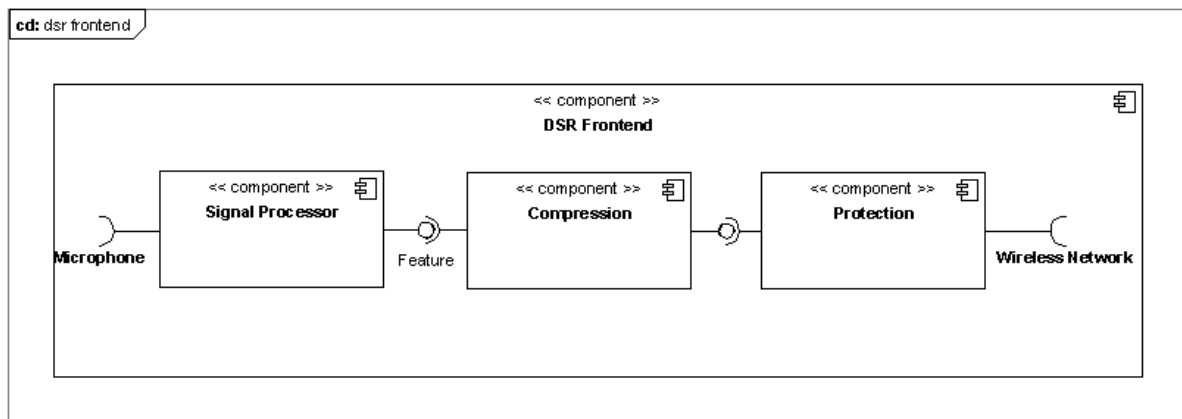 cd: dsr frontend
<< component >>
DSR Frontend
<< component >>
Signal Processor
<< component >>
Compression
<< component >>
Protection
Microphone
Feature
Wireless Network